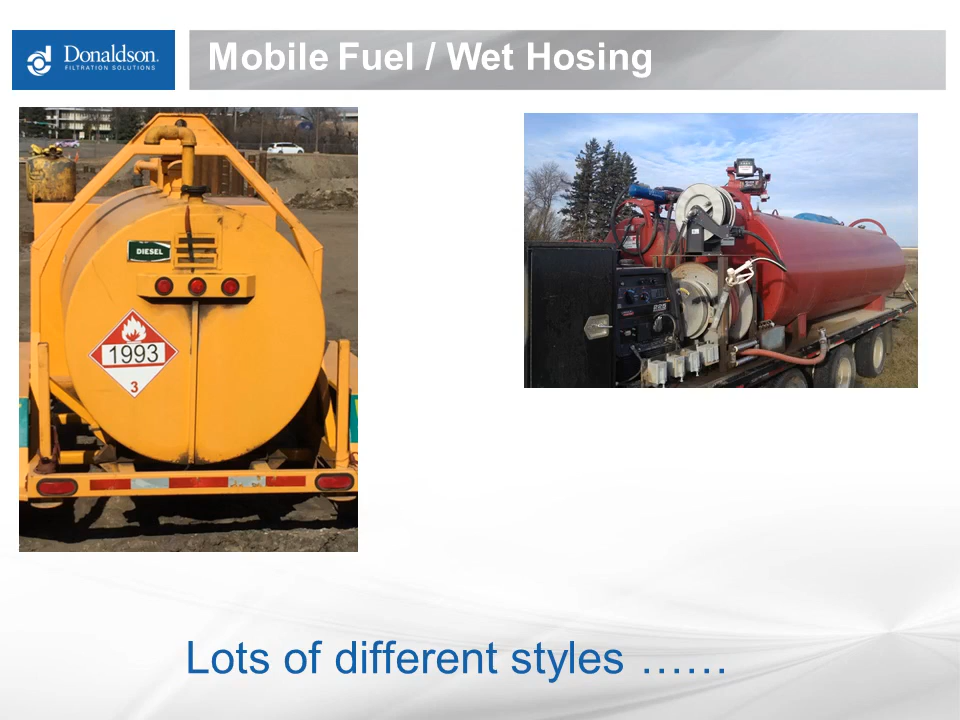 Donaldson.
FILTRATION SOLUTIONS
Mobile Fuel / Wet Hosing
DIESEL
1993
3
Lots of different styles ……